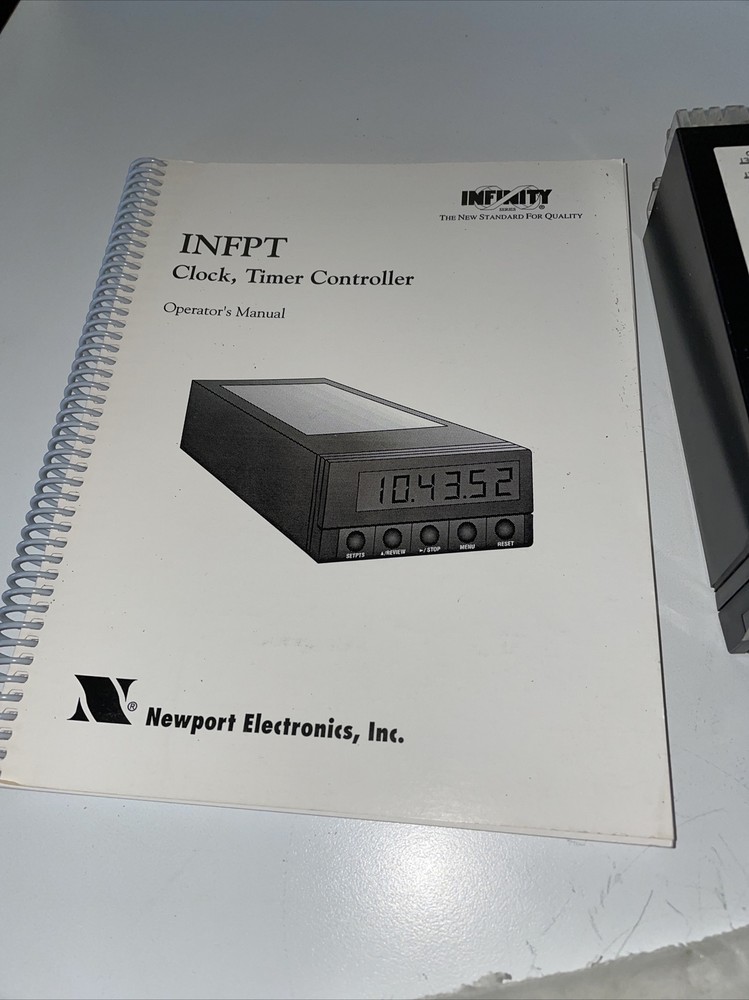 INFINITY
SERIES ®
THE NEW STANDARD FOR QUALITY
INFPT
Clock, Timer Controller
Operator's Manual
10.43.52
SETPTS ▲/REVIEW ►/STOP MENU RESET
® Newport Electronics, Inc.